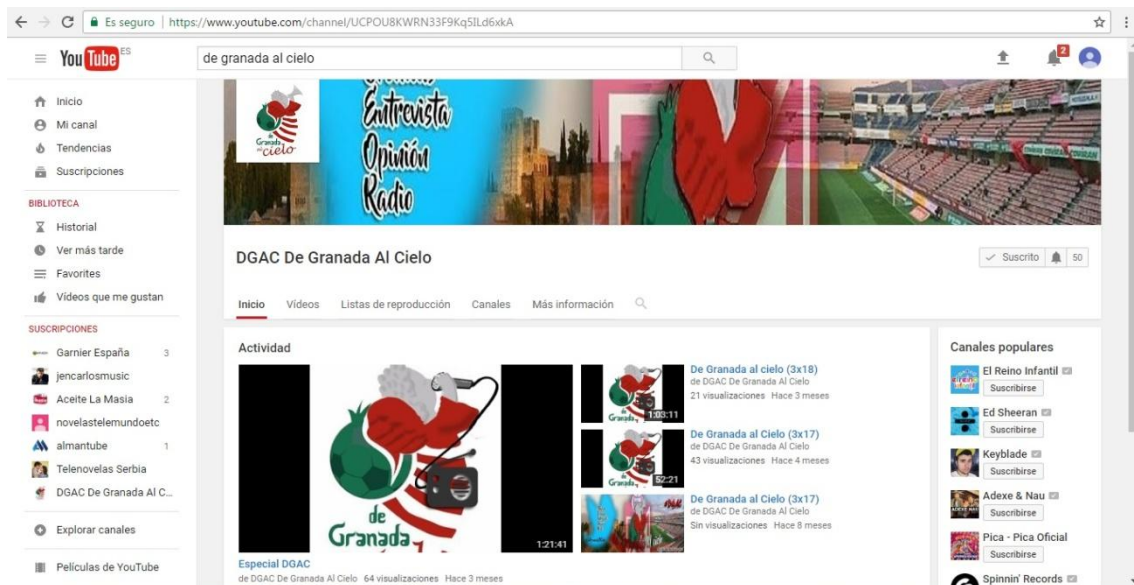 Es seguro | https://www.youtube.com/channel/UCPOU8KWRN33F9Kq5ILd6xkA
YouTube ES
de granada al cielo
2
Inicio
Mi canal
Tendencias
Suscripciones
BIBLIOTECA
Historial
Ver más tarde
Favorites
Vídeos que me gustan
SUSCRIPCIONES
Garnier España 3
jencarlosmusic
Aceite La Masia 2
novelastelemundoetc
almantube 1
Telenovelas Serbia
DGAC De Granada Al C...
Explorar canales
Películas de YouTube
de
Granada
al cielo
Entrevista
Opinión
Radio
DGAC De Granada Al Cielo
Suscrito 50
Inicio Vídeos Listas de reproducción Canales Más información
Actividad
de
Granada
1:21:41
Especial DGAC
de DGAC De Granada Al Cielo 64 visualizaciones Hace 3 meses
1:03:11
De Granada al cielo (3x18)
de DGAC De Granada Al Cielo
21 visualizaciones Hace 3 meses
52:21
De Granada al Cielo (3x17)
de DGAC De Granada Al Cielo
43 visualizaciones Hace 4 meses
De Granada al Cielo (3x17)
de DGAC De Granada Al Cielo
Sin visualizaciones Hace 8 meses
Canales populares
El Reino Infantil
Suscribirse
Ed Sheeran
Suscribirse
Keyblade
Suscribirse
Adexe & Nau
Suscribirse
Pica - Pica Oficial
Suscribirse
Spinnin' Records